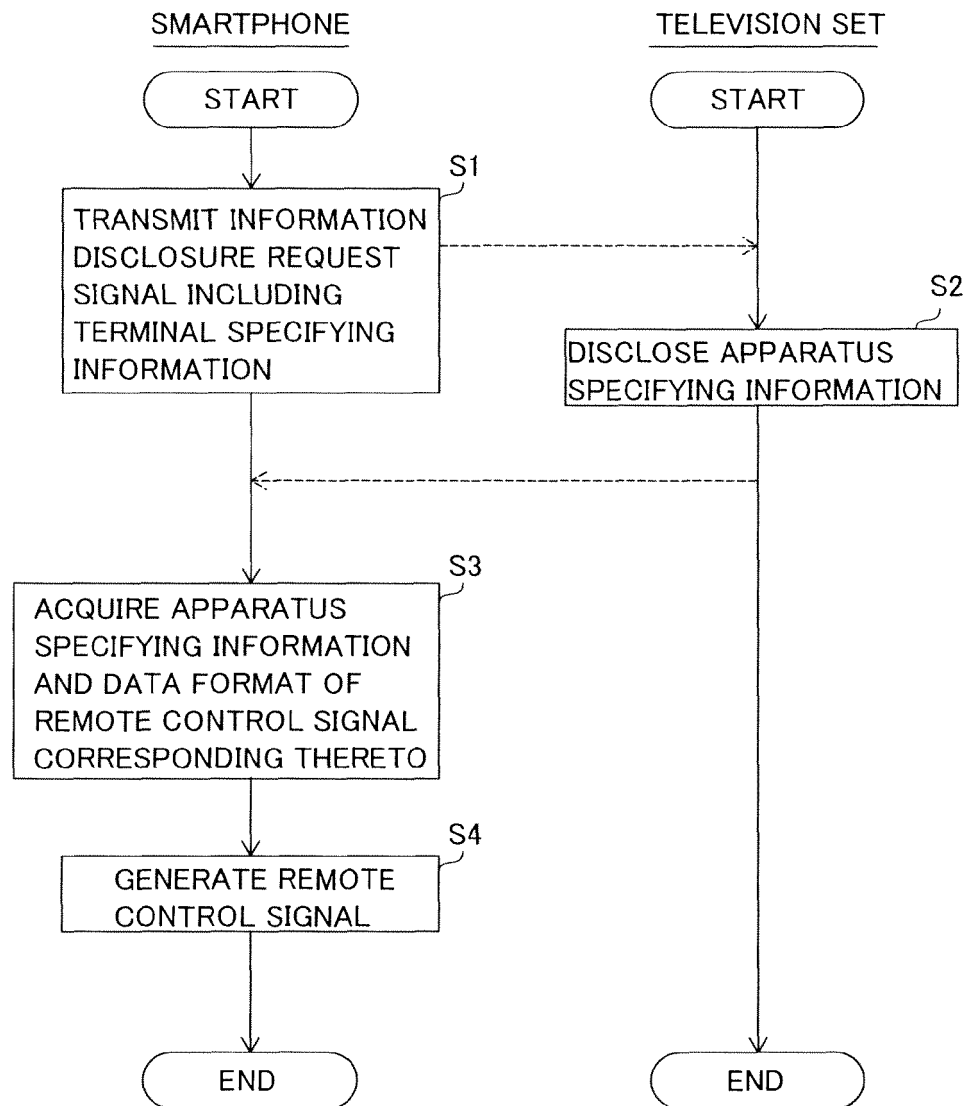 SMARTPHONE
TELEVISION SET
START
START
S1
TRANSMIT INFORMATION
DISCLOSURE REQUEST
SIGNAL INCLUDING
TERMINAL SPECIFYING
INFORMATION
S2
DISCLOSE APPARATUS
SPECIFYING INFORMATION
S3
ACQUIRE APPARATUS
SPECIFYING INFORMATION
AND DATA FORMAT OF
REMOTE CONTROL SIGNAL
CORRESPONDING THERETO
S4
GENERATE REMOTE
CONTROL SIGNAL
END
END